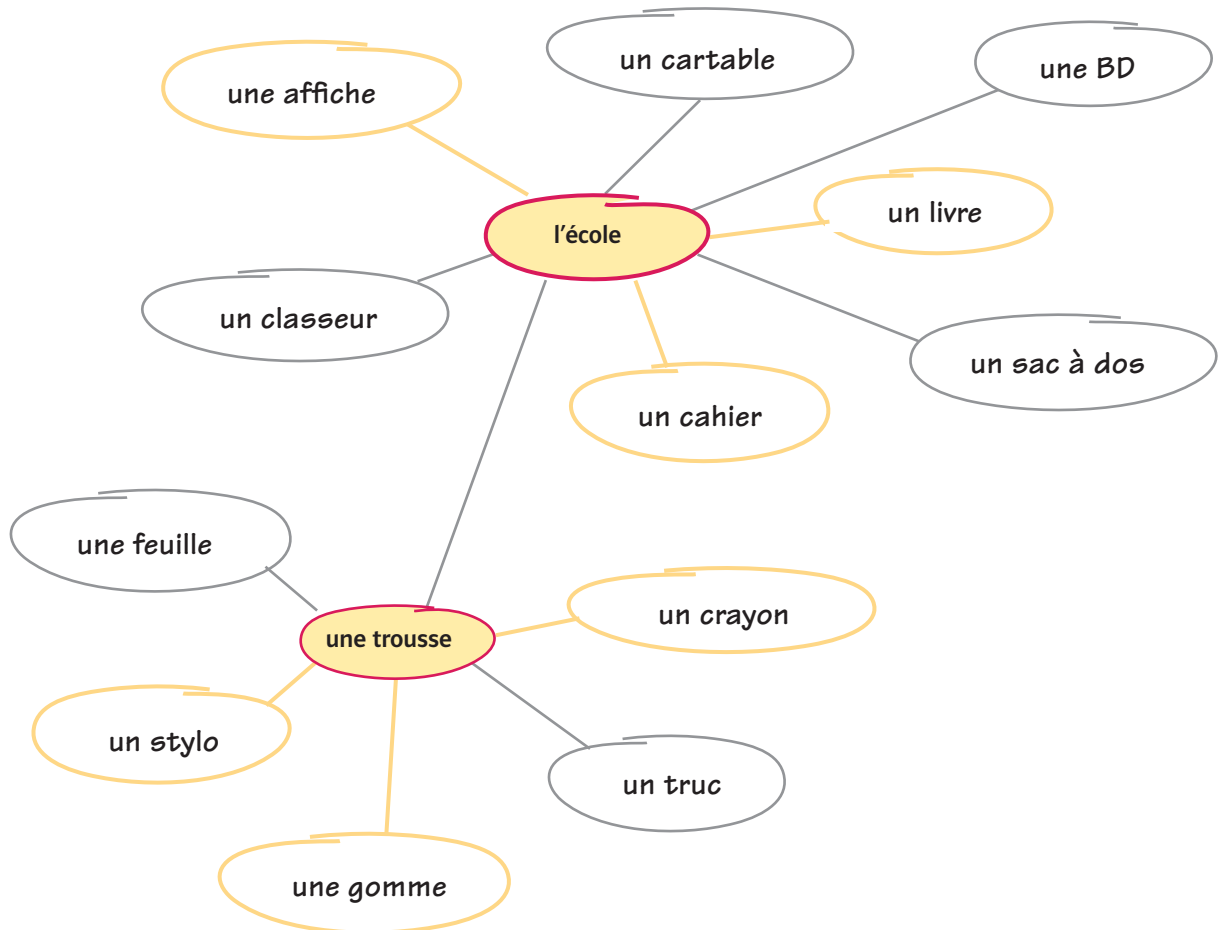 un cartable
une BD
une affiche
un livre
l'école
un classeur
un sac à dos
un cahier
une feuille
un crayon
une trousse
un stylo
un truc
une gomme